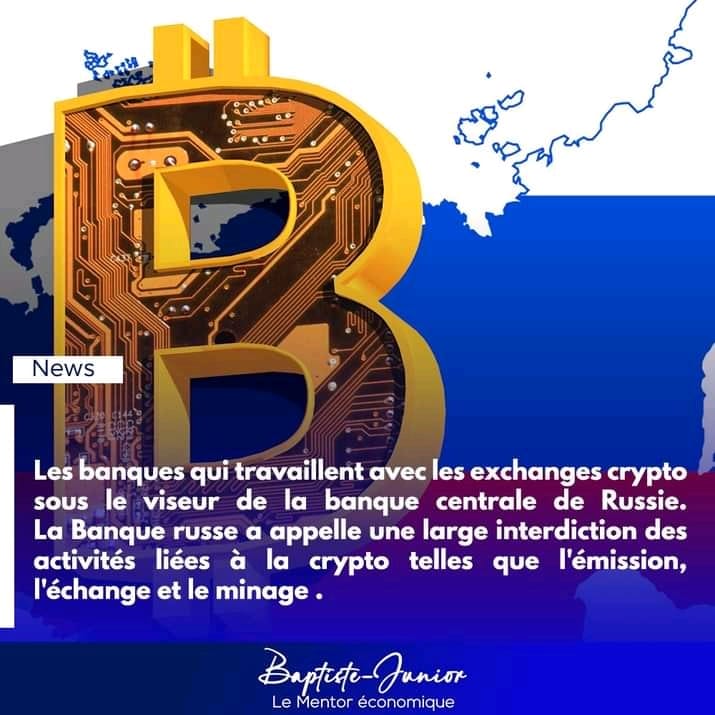 News
Les banques qui travaillent avec les exchanges crypto
sous le viseur de la banque centrale de Russie.
La Banque russe a appelle une large interdiction des
activités liées à la crypto telles que l'émission,
l'échange et le minage .
Baptiste-Junior
Le Mentor économique